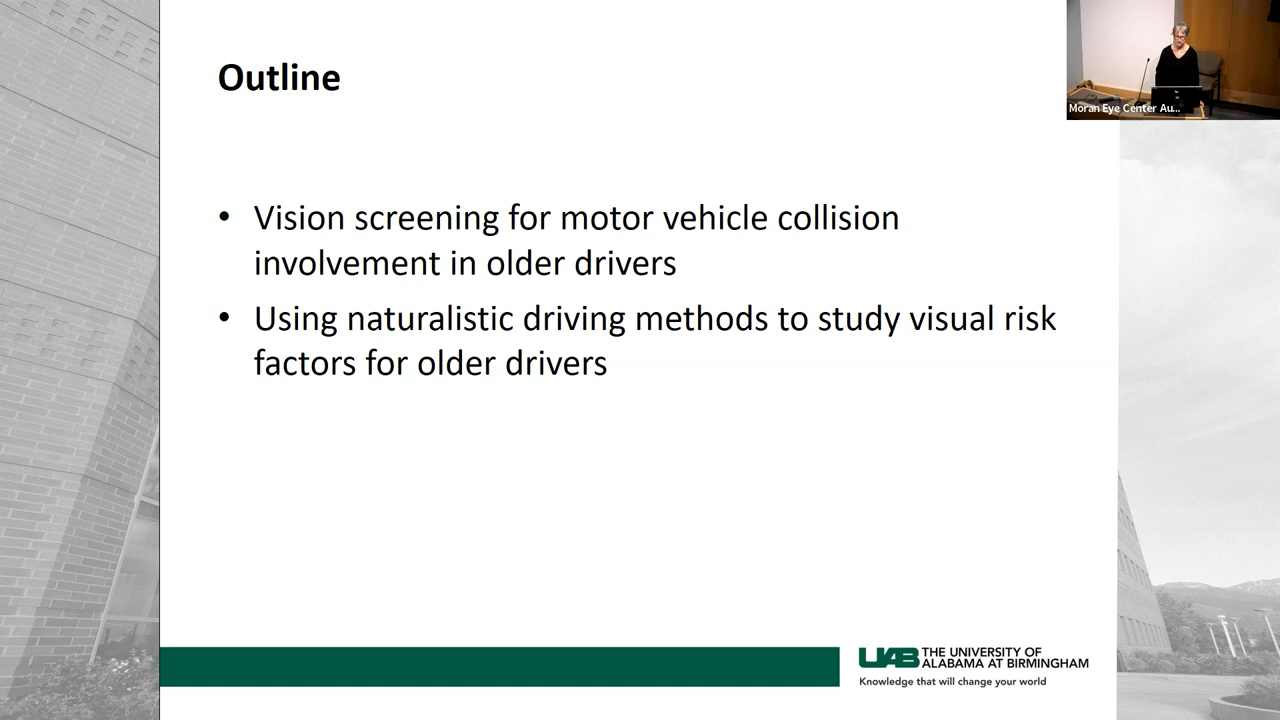 Outline
Moran Eye Center Au...
• Vision screening for motor vehicle collision
involvement in older drivers
• Using naturalistic driving methods to study visual risk
factors for older drivers
UAB THE UNIVERSITY OF
ALABAMA AT BIRMINGHAM
Knowledge that will change your world